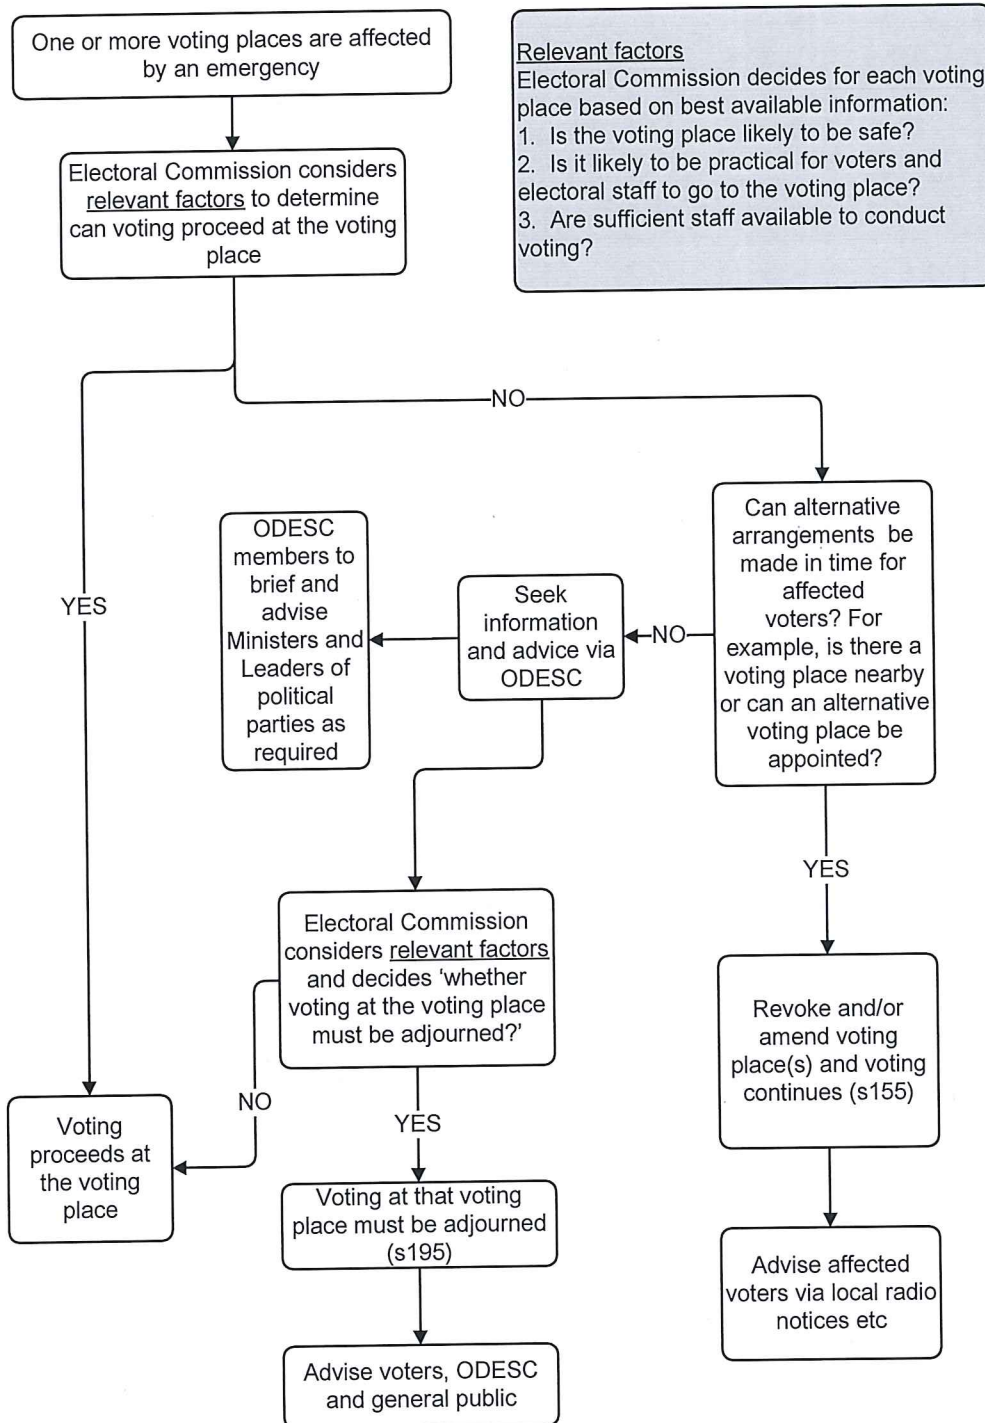 One or more voting places are affected
by an emergency
Relevant factors
Electoral Commission decides for each voting
place based on best available information:
1. Is the voting place likely to be safe?
2. Is it likely to be practical for voters and
electoral staff to go to the voting place?
3. Are sufficient staff available to conduct
voting?
Electoral Commission considers
relevant factors to determine
can voting proceed at the voting
place
NO
YES
Can alternative
arrangements be
made in time for
affected
voters? For
example, is there a
voting place nearby
or can an alternative
voting place be
appointed?
NO
Seek
information
and advice via
ODESC
ODESC
members to
brief and
advise
Ministers and
Leaders of
political
parties as
required
YES
Electoral Commission
considers relevant factors
and decides ‘whether
voting at the voting place
must be adjourned?’
Revoke and/or
amend voting
place(s) and voting
continues (s155)
NO
YES
Voting
proceeds at
the voting
place
Voting at that voting
place must be adjourned
(s195)
Advise affected
voters via local radio
notices etc
Advise voters, ODESC
and general public